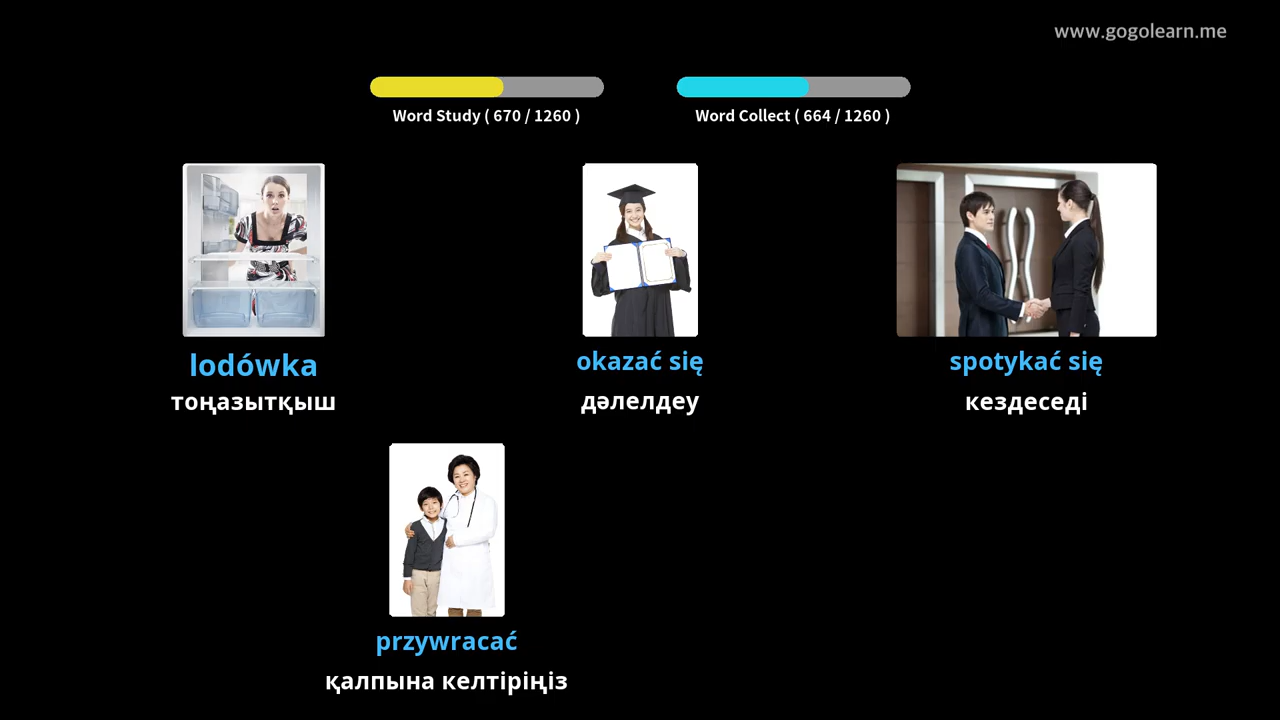 www.gogolearn.me
Word Study ( 670 / 1260 )
Word Collect ( 664 / 1260 )
lodówka
тоңазытқыш
okazać się
дәлелдеу
spotykać się
кездеседі
przywracać
қалпына келтіріңіз